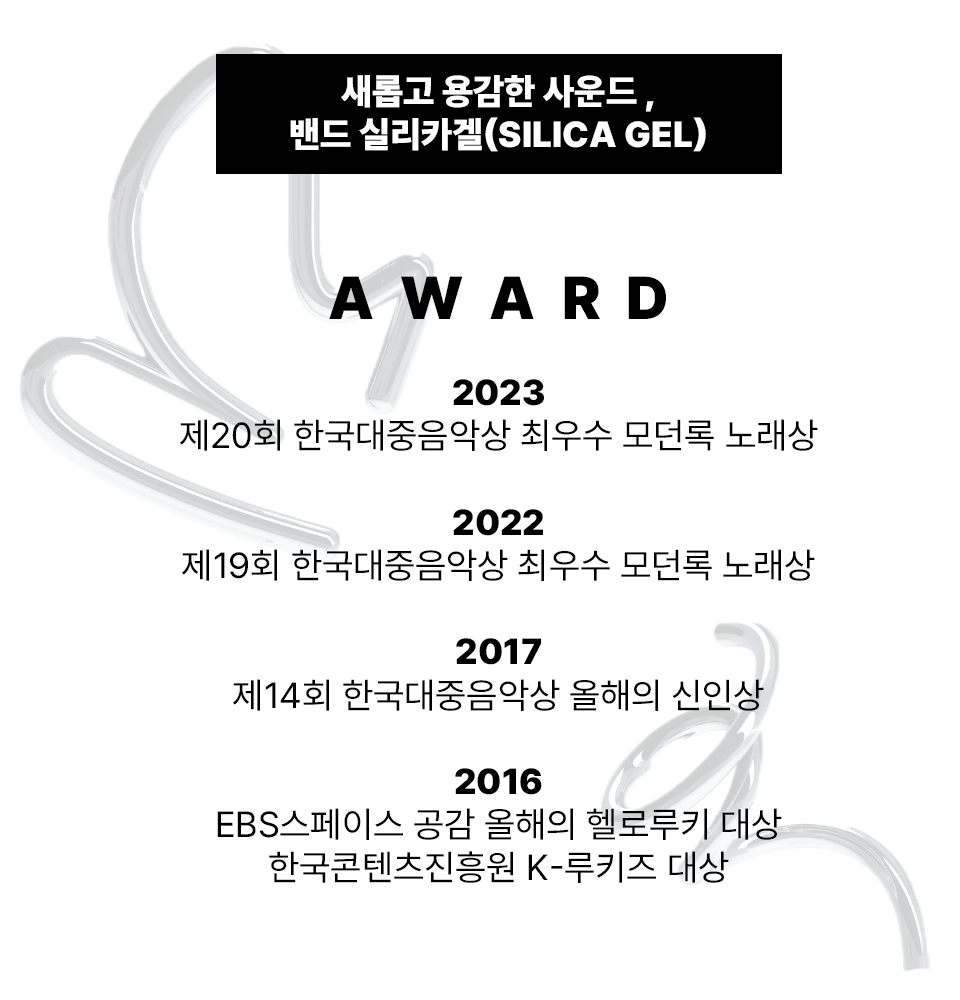 새롭고 용감한 사운드 ,
밴드 실리카겔(SILICA GEL)
AWARD
2023
제20회 한국대중음악상 최우수 모던록 노래상
2022
제19회 한국대중음악상 최우수 모던록 노래상
2017
제14회 한국대중음악상 올해의 신인상
2016
EBS스페이스 공감 올해의 헬로루키 대상
한국콘텐츠진흥원 K-루키즈 대상